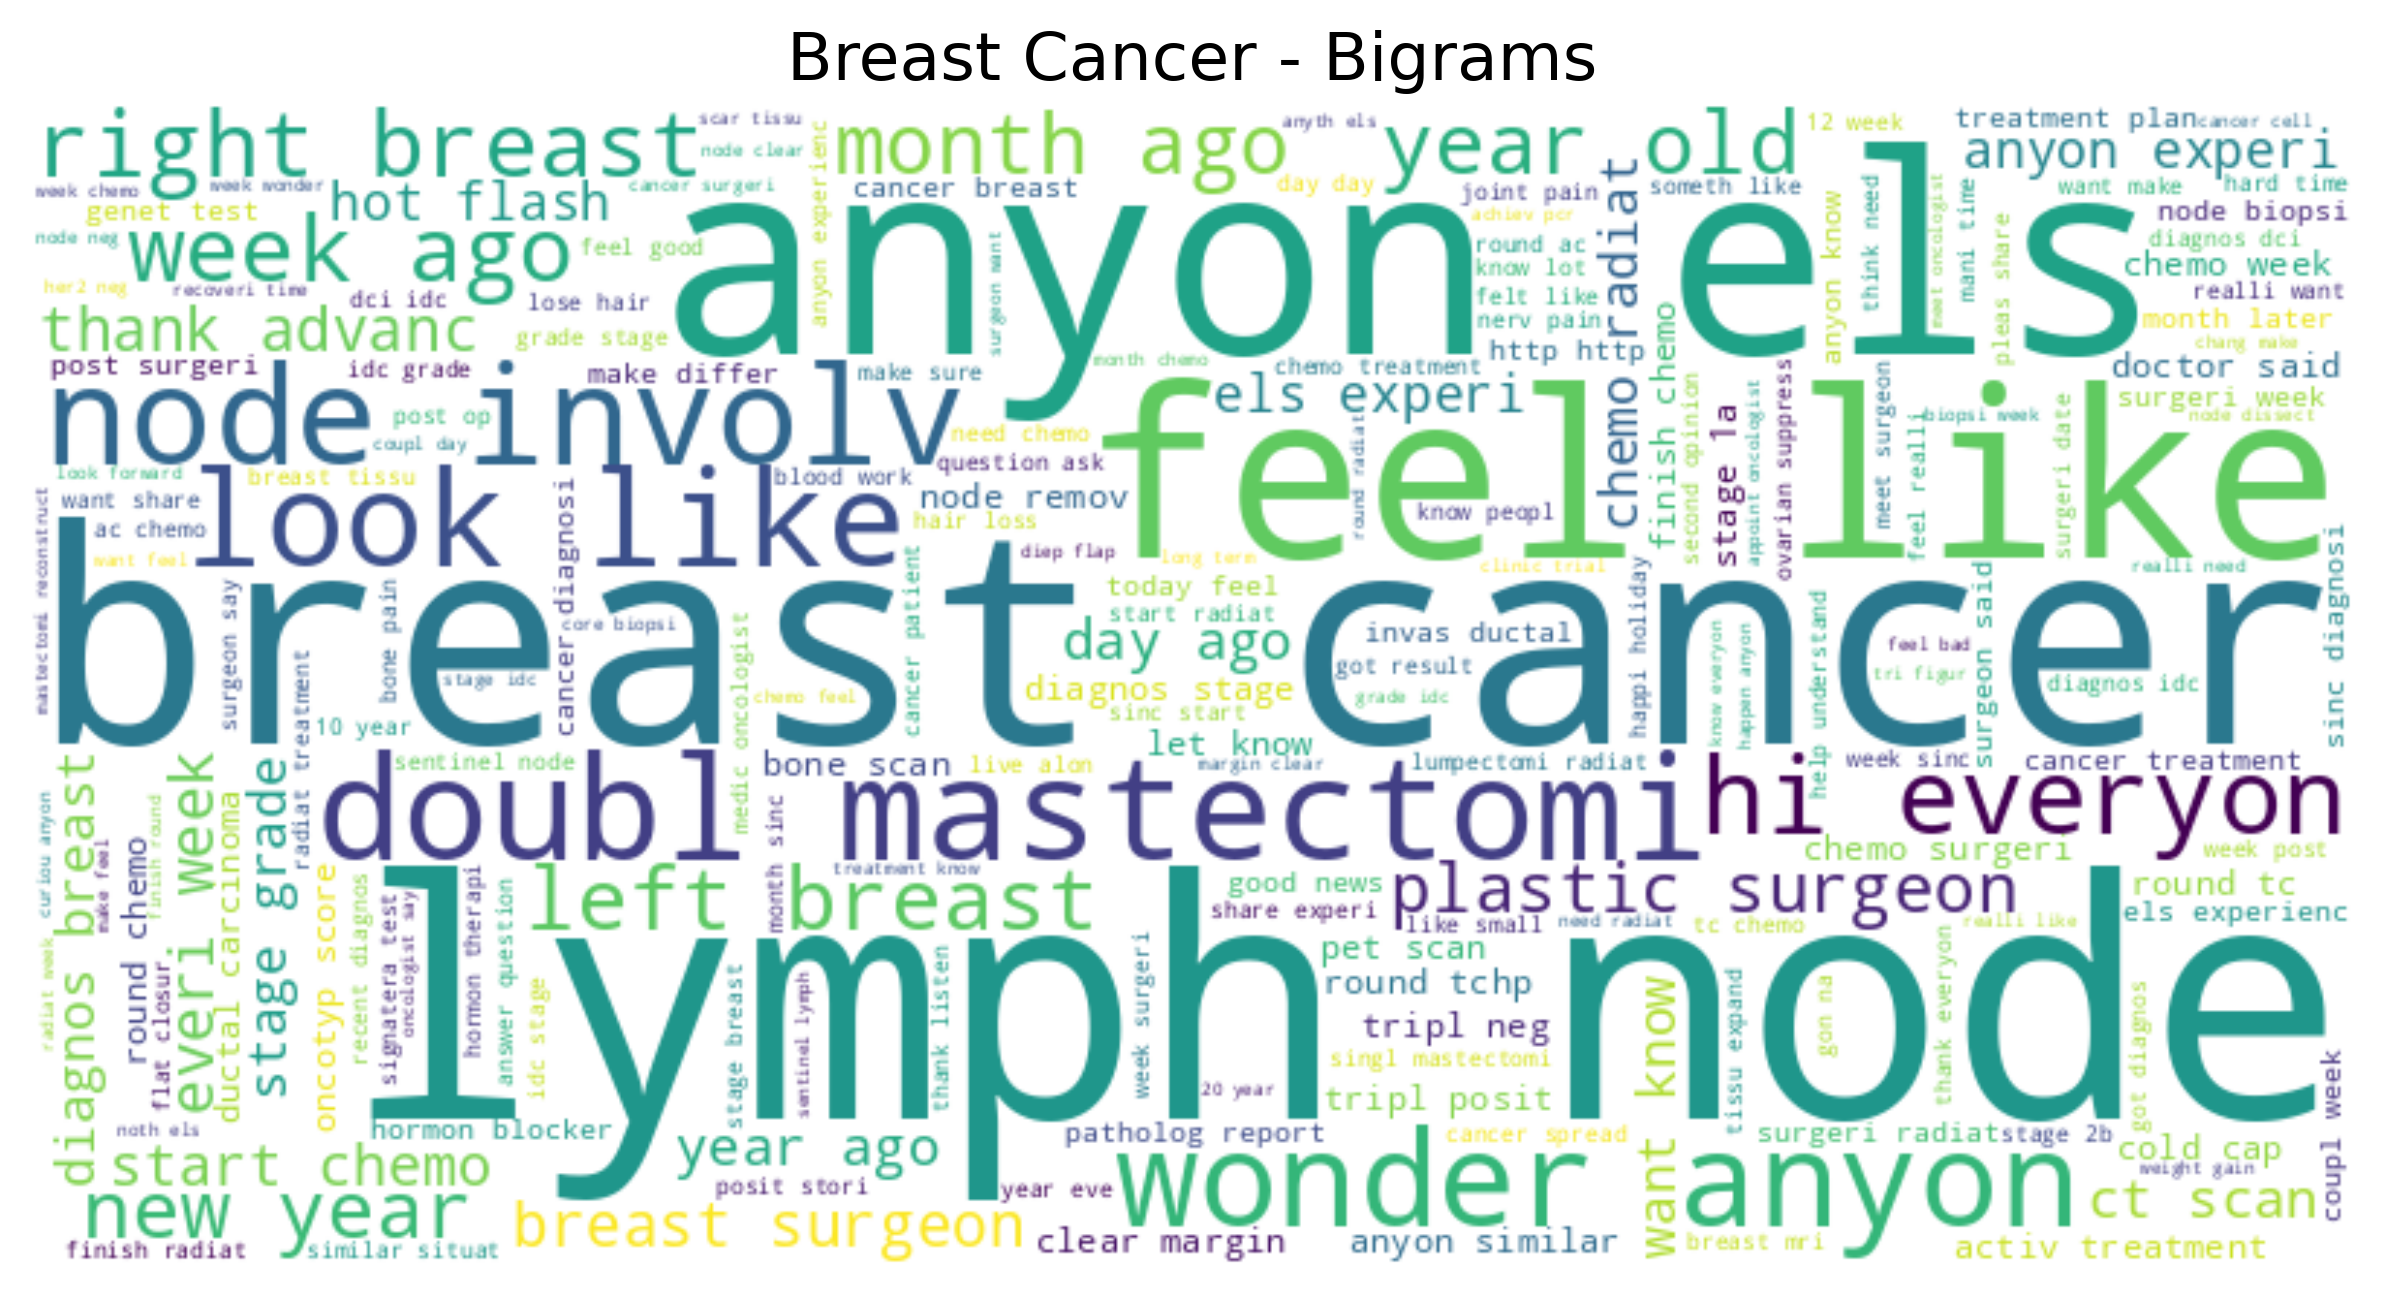 Breast Cancer - Bigrams
right breast
scar tissu
node clear
month ago
anyth els
year old
12 week
treatment plan
cancer cell
anyon experi
week chemo
week wonder
hot flash
cancer surgeri
cancer breast
day day
joint pain
someth like
want make
hard time
genet test
achiev pcr
node biopsi
node neg
week ago
feel good
anyon experienc
anyon els
surgeon want
round ac
know lot
felt like
nerv pain
http http
chemo radiat
anyon know
think need
meet oncologist
mani time
pleas share
diagnos dci
chemo week
realli want
month later
chang make
doctor said
her2 neg
recoveri time
dci idc
lose hair
thank advanc
grade stage
post surgeri
idc grade
make differ
make sure
month chemo
chemo treatment
els experi
node involv
post op
coupl day
need chemo
question ask
feel like
finish chemo
second opinion
stage 1a
appoint oncologist
ovarian suppress
meet surgeon
feel realli
biopsi week
surgeri week
node dissect
surgeri date
look forward
breast tissu
blood work
want share
look like
node remov
hair loss
round radiat
know peopl
ac chemo
want feel
mastectomi reconstruct
diep flap
long term
clinic trial
realli need
breast cancer
surgeon say
bone pain
cancer diagnosi
core biopsi
cancer patient
today feel
start radiat
day ago
invas ductal
got result
happi holiday
know everyon
happen anyon
help understand
feel bad
tri figur
surgeon said
diagnos idc
sinc diagnosi
stage idc
chemo feel
diagnos stage
grade idc
sinc start
10 year
radiat treatment
medic oncologist
let know
sentinel node
bone scan
live alon
margin clear
lumpectomi radiat
week sinc
cancer treatment
doubl mastectomi
hi everyon
month sinc
diagnos breast
everi week
stage grade
curiou anyon
make feel
round chemo
finish round
ductal carcinoma
chemo surgeri
week post
treatment know
left breast
good news
share experi
plastic surgeon
like small
need radiat
tc chemo
realli like
round tc
els experienc
oncotyp score
recent diagnos
signatera test
oncologist say
hormon therapi
answer question
idc stage
lymph node
radiat week
flat closur
stage breast
sentinel lymph
thank listen
week surgeri
pet scan
round tchp
tripl neg
singl mastectomi
20 year
tripl posit
want know
tissu expand
gon na
thank everyon
got diagnos
coupl week
noth els
hormon blocker
patholog report
cancer spread
surgeri radiat
stage 2b
cold cap
weight gain
start chemo
year ago
posit stori
year eve
wonder anyon
ct scan
new year
breast surgeon
finish radiat
similar situat
clear margin
anyon similar
breast mri
activ treatment